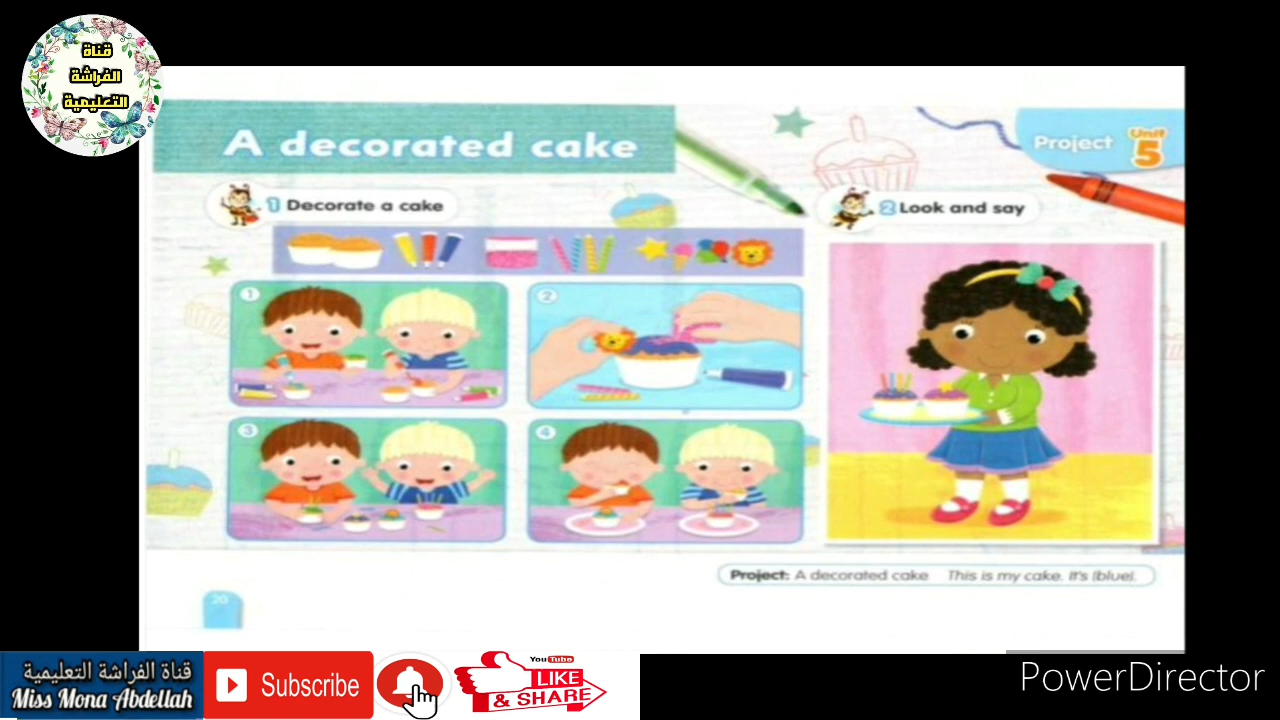 قناة
الفراشة
التعليمية
A decorated cake
Project Unit 5
1 Decorate a cake
2 Look and say
1
2
3
4
Project: A decorated cake This is my cake. It's (blue).
20
قناة الفراشة التعليمية
Miss Mona Abdellah
Subscribe
YouTube
LIKE
& SHARE
PowerDirector